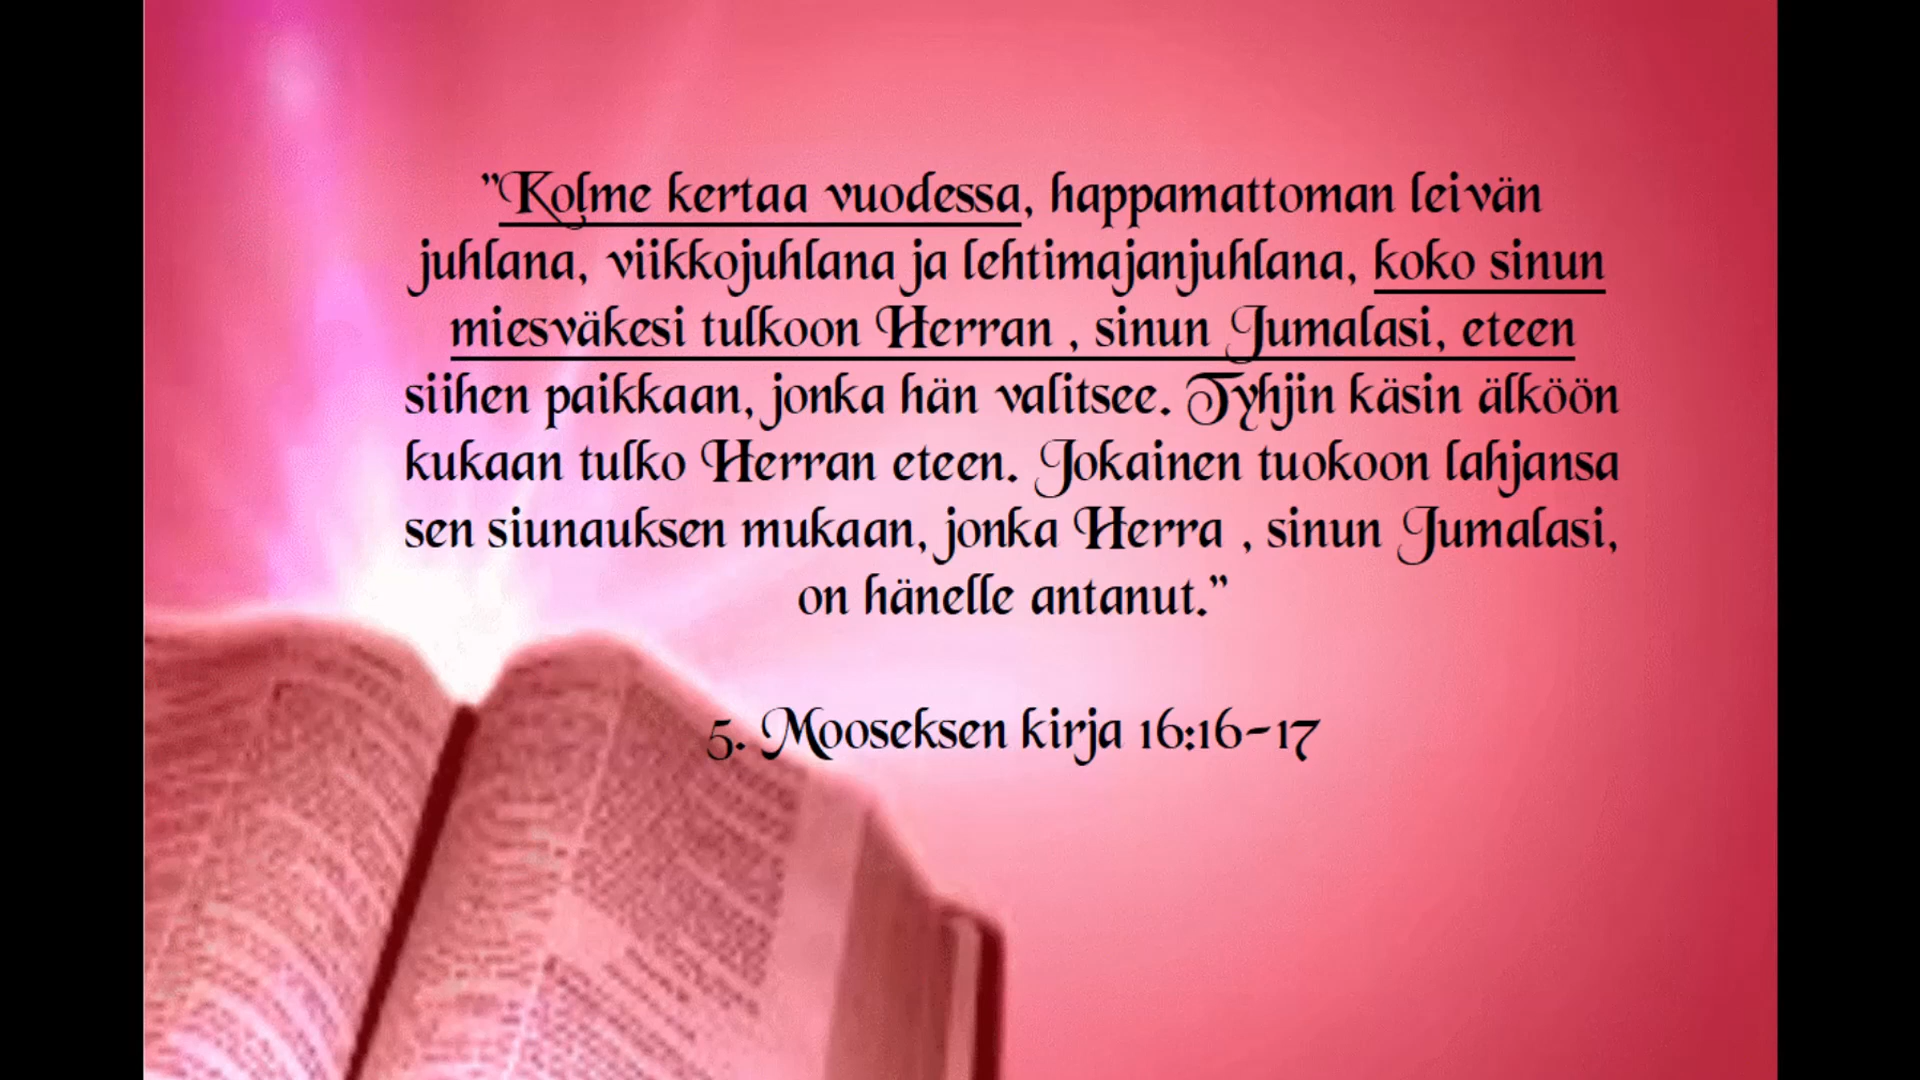 ”Kolme kertaa vuodessa, happamattoman leivän
juhlana, viikkojuhlana ja lehtimajanjuhlana, koko sinun
miesväkesi tulkoon Herran , sinun Jumalasi, eteen
siihen paikkaan, jonka hän valitsee. Tyhjin käsin älköön
kukaan tulko Herran eteen. Jokainen tuokoon lahjansa
sen siunauksen mukaan, jonka Herra , sinun Jumalasi,
on hänelle antanut.”
5. Mooseksen kirja 16:16-17